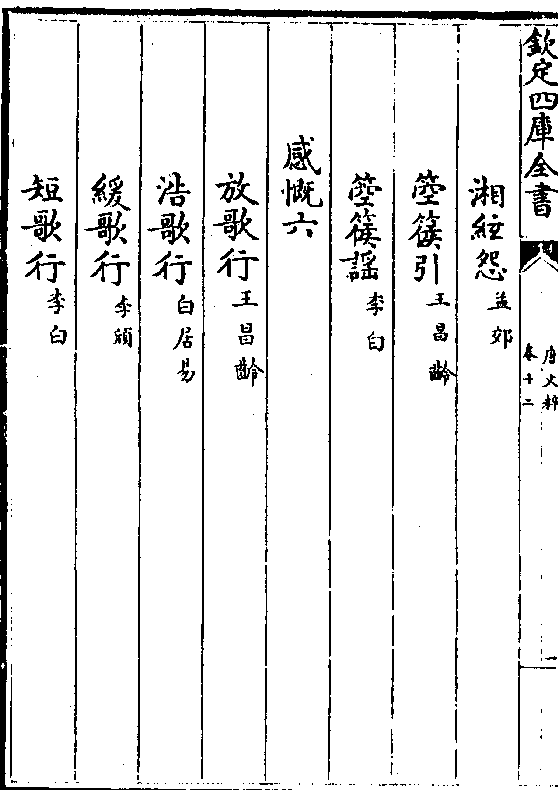 欽定四庫全書
唐文粹
卷十二
湘絃怨 孟郊
箜篌引 王昌齡
箜篌謡 李白
感慨六
放歌行 王昌齡
浩歌行 白居易
緩歌行 李頎
短歌行 李白